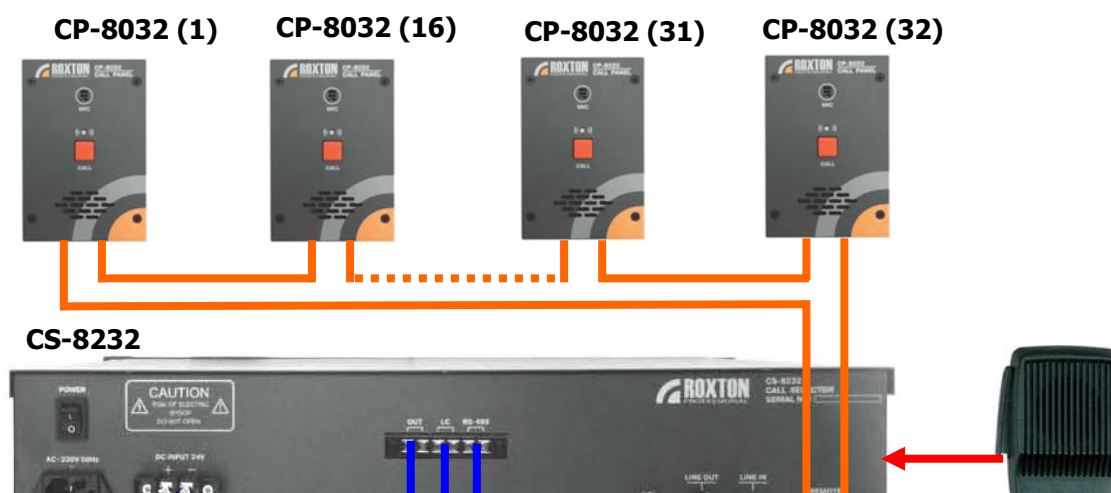 CP-8032 (1)
CP-8032 (16)
CP-8032 (31)
CP-8032 (32)
ROXTON
CALL PANEL
MIC
CALL
ROXTON
CALL PANEL
MIC
CALL
ROXTON
CALL PANEL
MIC
CALL
ROXTON
CALL PANEL
MIC
CALL
CS-8232
POWER
CAUTION
RISK OF ELECTRIC
SHOCK
DO NOT OPEN
ROXTON
PROFESSIONAL
CS-8232
CALL SELECTOR
SERIAL N
OUT LC RS-485
AC-220V 50Hz
DC INPUT 24V
+ −
LINE OUT LINE IN
REMOTE